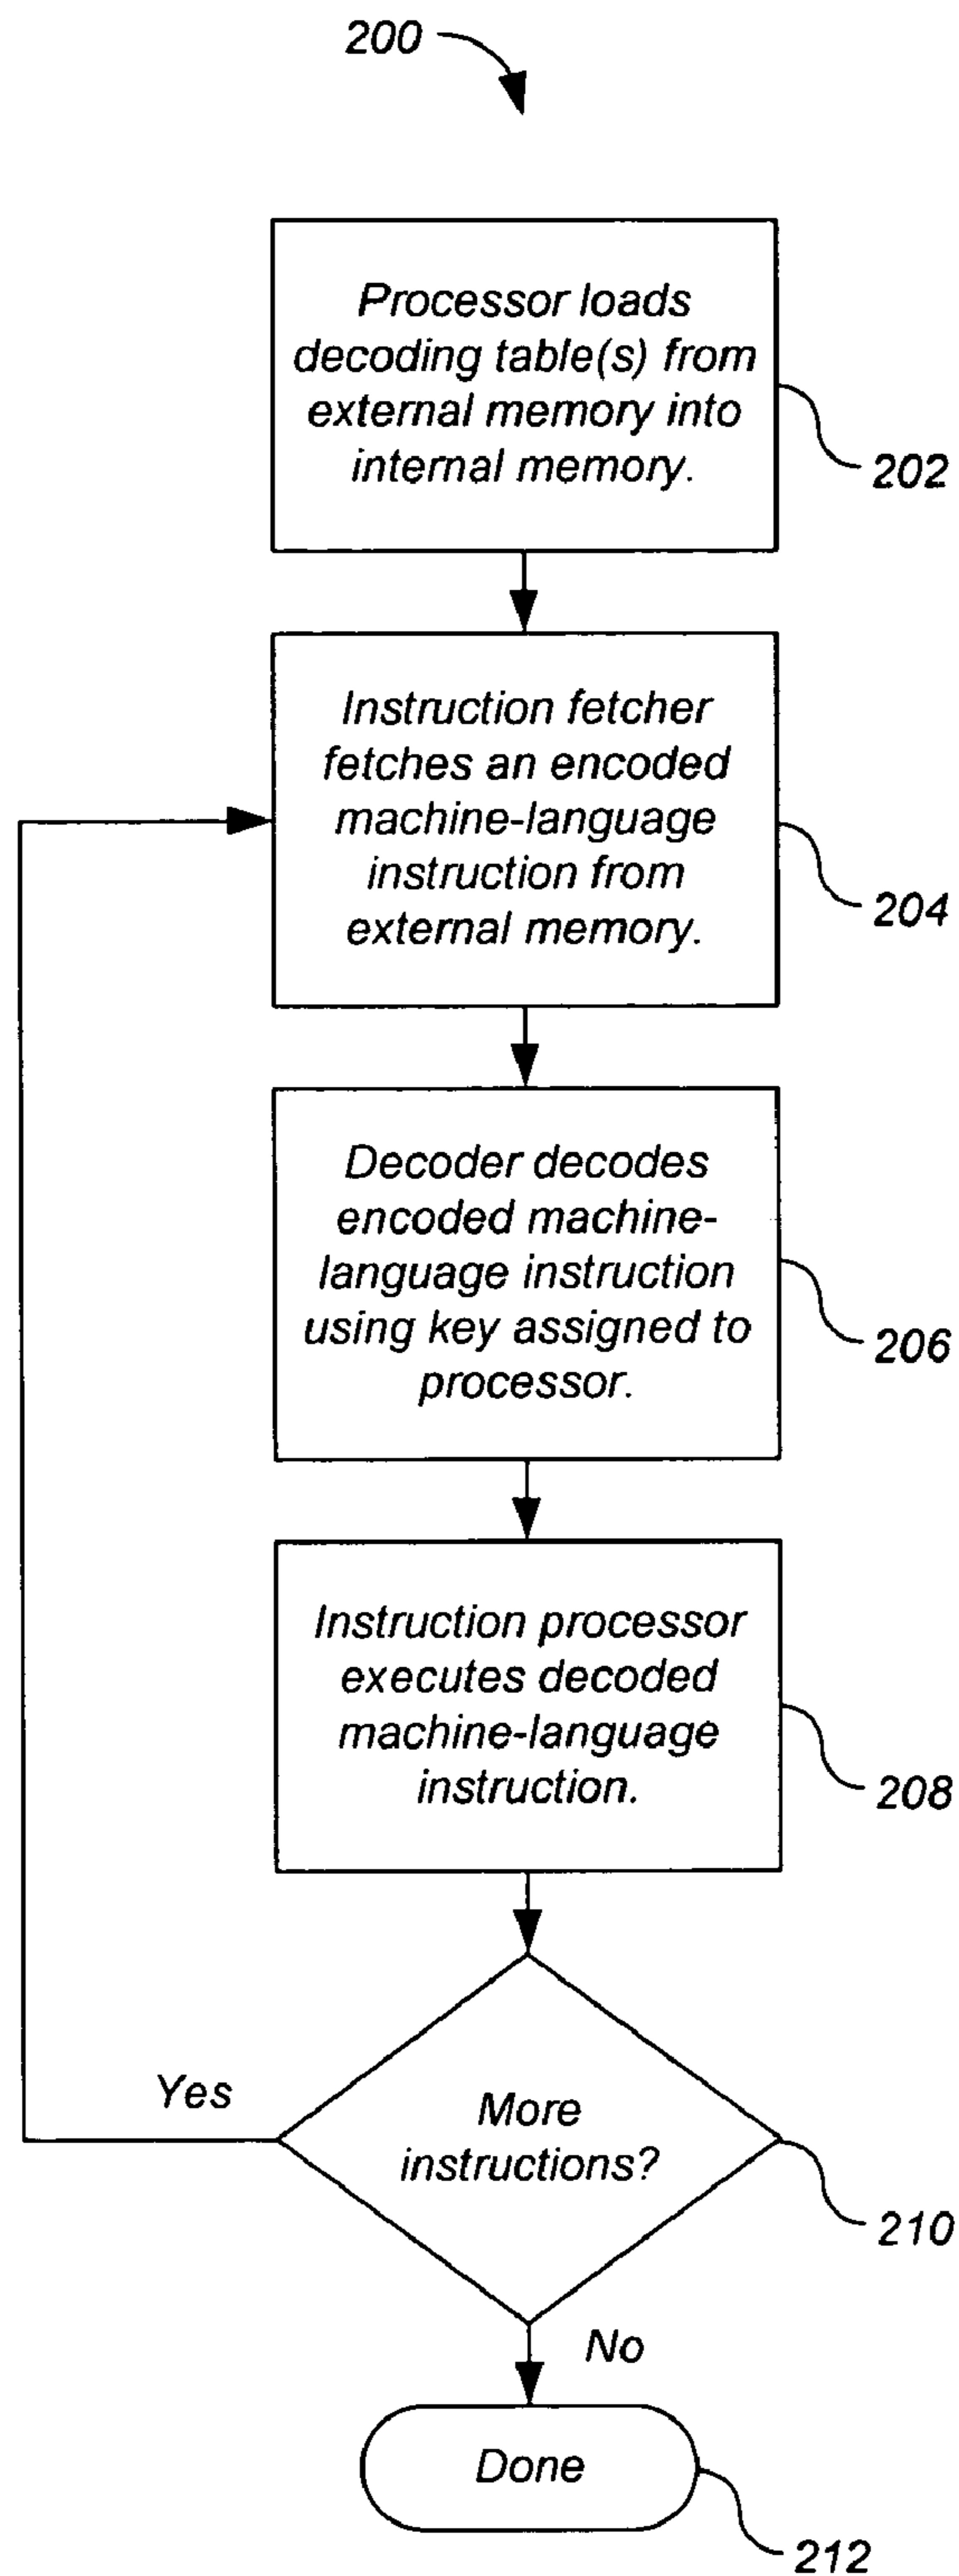 200
Processor loads
decoding table(s) from
external memory into
internal memory.
202
Instruction fetcher
fetches an encoded
machine-language
instruction from
external memory.
204
Decoder decodes
encoded machine-
language instruction
using key assigned to
processor.
206
Instruction processor
executes decoded
machine-language
instruction.
208
Yes
More
instructions?
210
No
Done
212